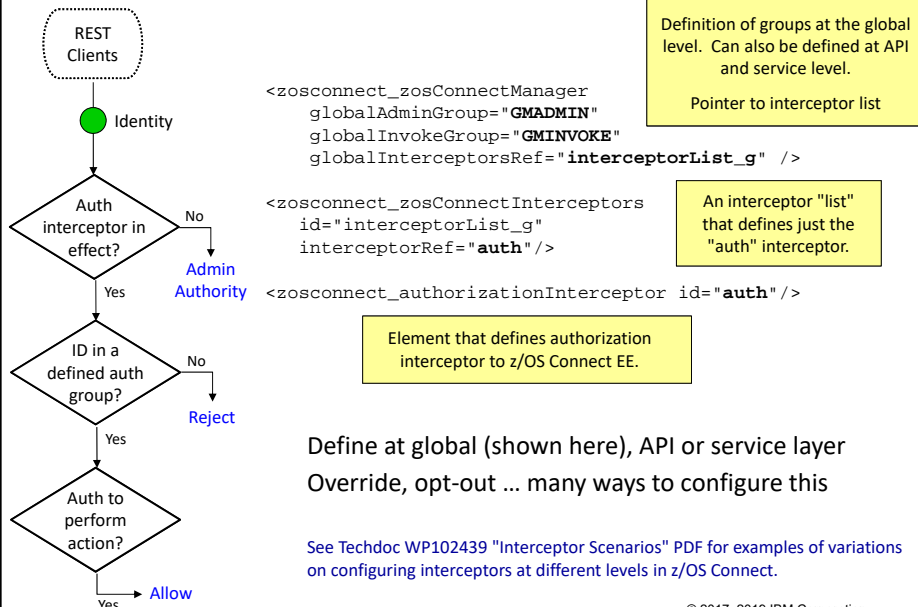 REST
Clients
Identity
Auth
interceptor in
effect?
No
Admin
Authority
Yes
ID in a
defined auth
group?
No
Reject
Yes
Auth to
perform
action?
Yes
Allow
<zosconnect_zosConnectManager
globalAdminGroup="GMADMIN"
globalInvokeGroup="GMINVOKE"
globalInterceptorsRef="interceptorList_g" />
Definition of groups at the global
level. Can also be defined at API
and service level.
Pointer to interceptor list
<zosconnect_zosConnectInterceptors
id="interceptorList_g"
interceptorRef="auth"/>
An interceptor "list"
that defines just the
"auth" interceptor.
<zosconnect_authorizationInterceptor id="auth"/>
Element that defines authorization
interceptor to z/OS Connect EE.
Define at global (shown here), API or service layer
Override, opt-out … many ways to configure this
See Techdoc WP102439 "Interceptor Scenarios" PDF for examples of variations
on configuring interceptors at different levels in z/OS Connect.